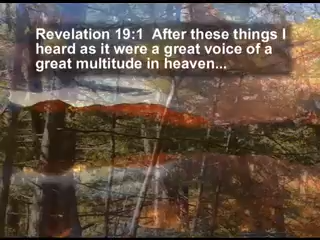 Revelation 19:1  After these things I
heard as it were a great voice of a
great multitude in heaven...